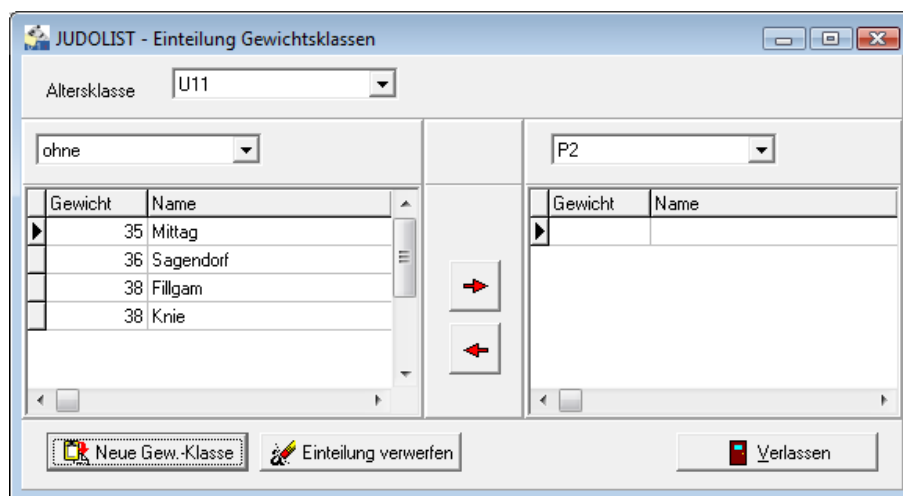 JUDOLIST - Einteilung Gewichtsklassen
Altersklasse U11
ohne P2
Gewicht Name Gewicht Name
35 Mittag
36 Sagendorf
38 Fillgam
38 Knie
Neue Gew.-Klasse Einteilung verwerfen Verlassen